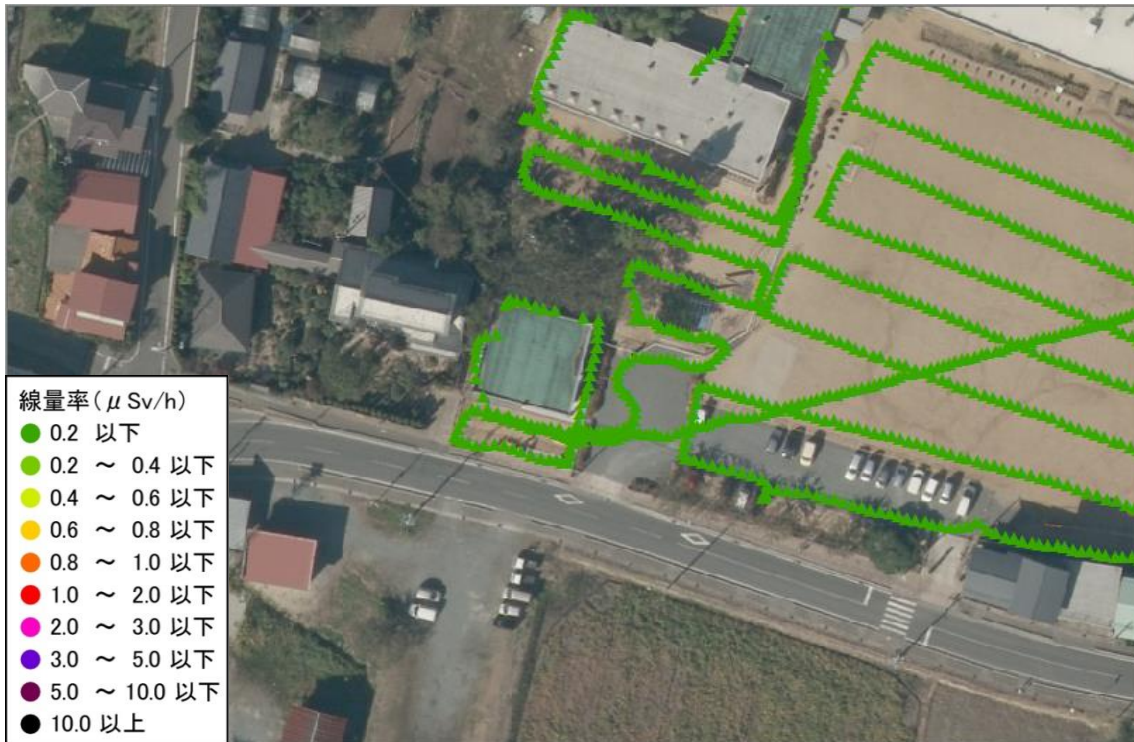 線量率(μSv/h)
0.2 以下
0.2 ～ 0.4 以下
0.4 ～ 0.6 以下
0.6 ～ 0.8 以下
0.8 ～ 1.0 以下
1.0 ～ 2.0 以下
2.0 ～ 3.0 以下
3.0 ～ 5.0 以下
5.0 ～ 10.0 以下
10.0 以上